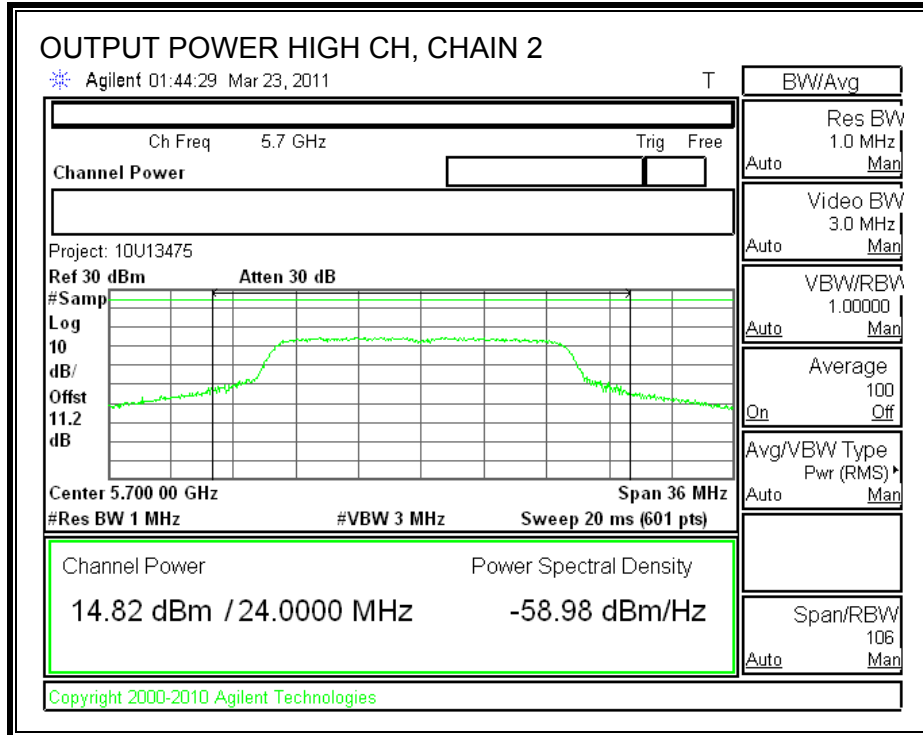 OUTPUT POWER HIGH CH, CHAIN 2
Agilent 01:44:29 Mar 23, 2011 T
Ch Freq 5.7 GHz Trig Free
Channel Power
Project: 10U13475
Ref 30 dBm Atten 30 dB
#Samp
Log
10
dB/
Offst
11.2
dB
Center 5.700 00 GHz Span 36 MHz
#Res BW 1 MHz #VBW 3 MHz Sweep 20 ms (601 pts)
Channel Power Power Spectral Density
14.82 dBm / 24.0000 MHz -58.98 dBm/Hz
Copyright 2000-2010 Agilent Technologies
BW/Avg
Res BW
1.0 MHz
Auto Man
Video BW
3.0 MHz
Auto Man
VBW/RBW
1.00000
Auto Man
Average
100
On Off
Avg/VBW Type
Pwr (RMS)
Auto Man
Span/RBW
106
Auto Man